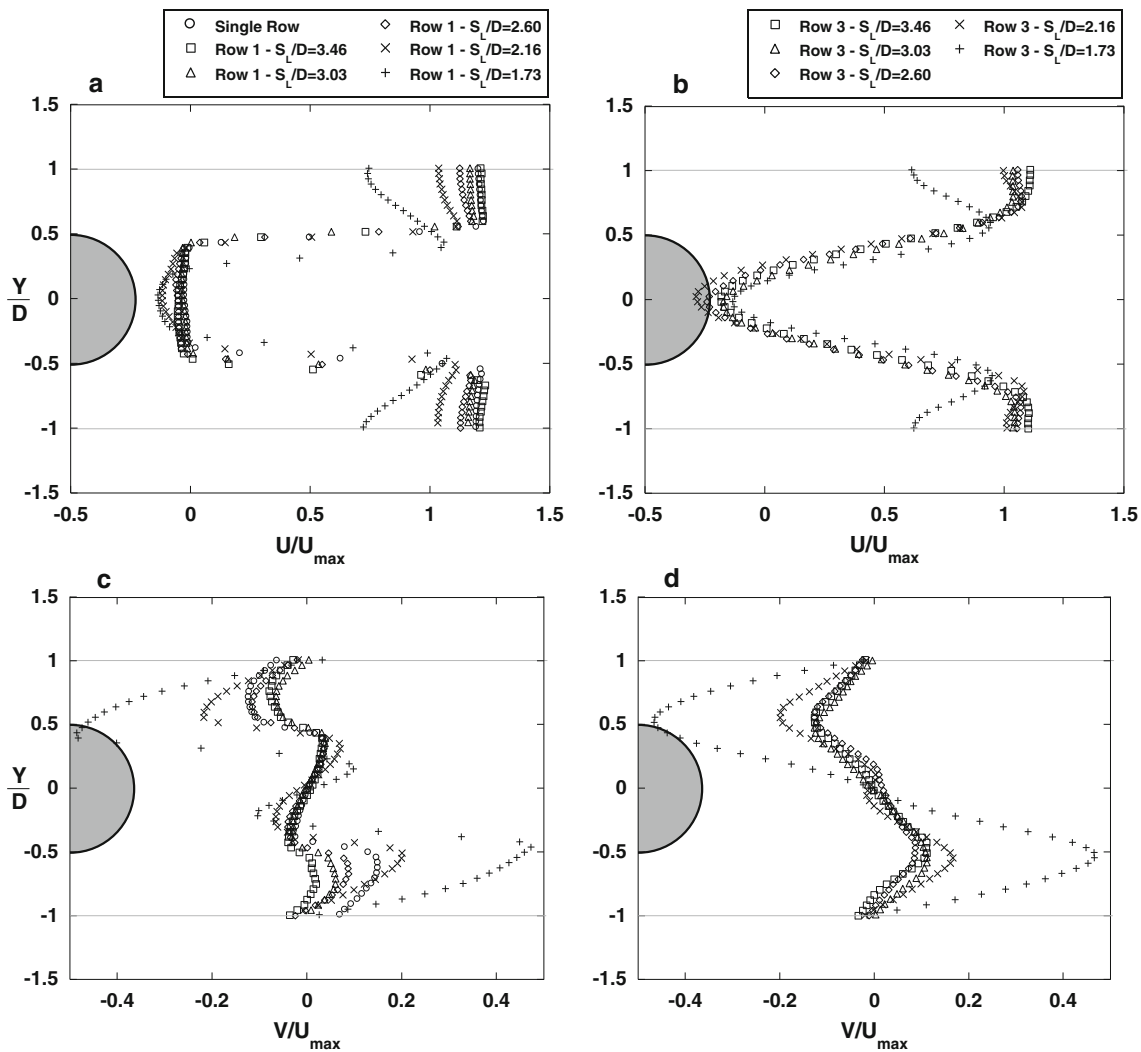 Single Row
Row 1 - S_L/D=3.46
Row 1 - S_L/D=3.03
Row 1 - S_L/D=2.60
Row 1 - S_L/D=2.16
Row 1 - S_L/D=1.73
Row 3 - S_L/D=3.46
Row 3 - S_L/D=3.03
Row 3 - S_L/D=2.60
Row 3 - S_L/D=2.16
Row 3 - S_L/D=1.73
a
1.5
1
0.5
0
-0.5
-1
-1.5
Y/D
-0.5 0 0.5 1 1.5
U/U_max
b
1.5
1
0.5
0
-0.5
-1
-1.5
-0.5 0 0.5 1 1.5
U/U_max
c
1.5
1
0.5
0
-0.5
-1
-1.5
Y/D
-0.4 -0.2 0 0.2 0.4
V/U_max
d
1.5
1
0.5
0
-0.5
-1
-1.5
Y/D
-0.4 -0.2 0 0.2 0.4
V/U_max